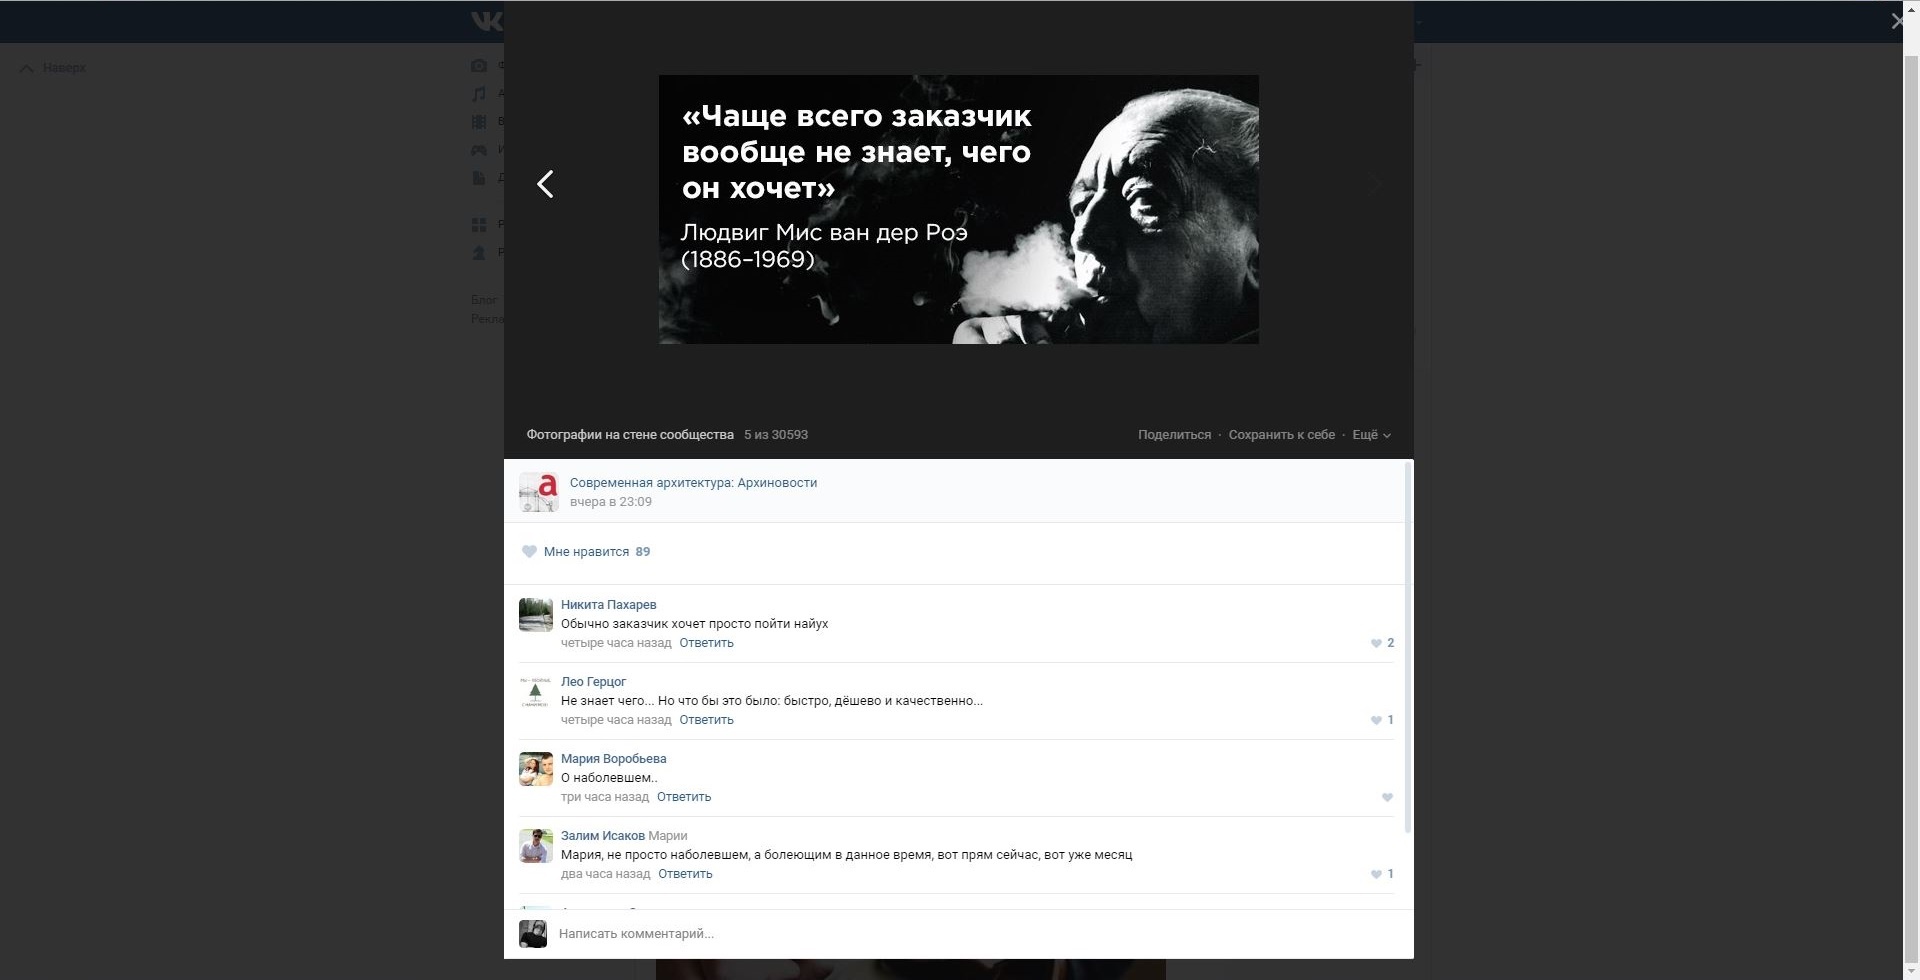 Наверх
Блог
Рекла
«Чаще всего заказчик
вообще не знает, чего
он хочет»
Людвиг Мис ван дер Роэ
(1886–1969)
Фотографии на стене сообщества 5 из 30593
Поделиться · Сохранить к себе · Ещё
а
Современная архитектура: Архиновости
вчера в 23:09
Мне нравится 89
Никита Пахарев
Обычно заказчик хочет просто пойти найух
четыре часа назад Ответить
2
Лео Герцог
Не знает чего... Но что бы это было: быстро, дёшево и качественно...
четыре часа назад Ответить
1
Мария Воробьева
О наболевшем..
три часа назад Ответить
Залим Исаков Марии
Мария, не просто наболевшем, а болеющим в данное время, вот прям сейчас, вот уже месяц
два часа назад Ответить
1
Написать комментарий...